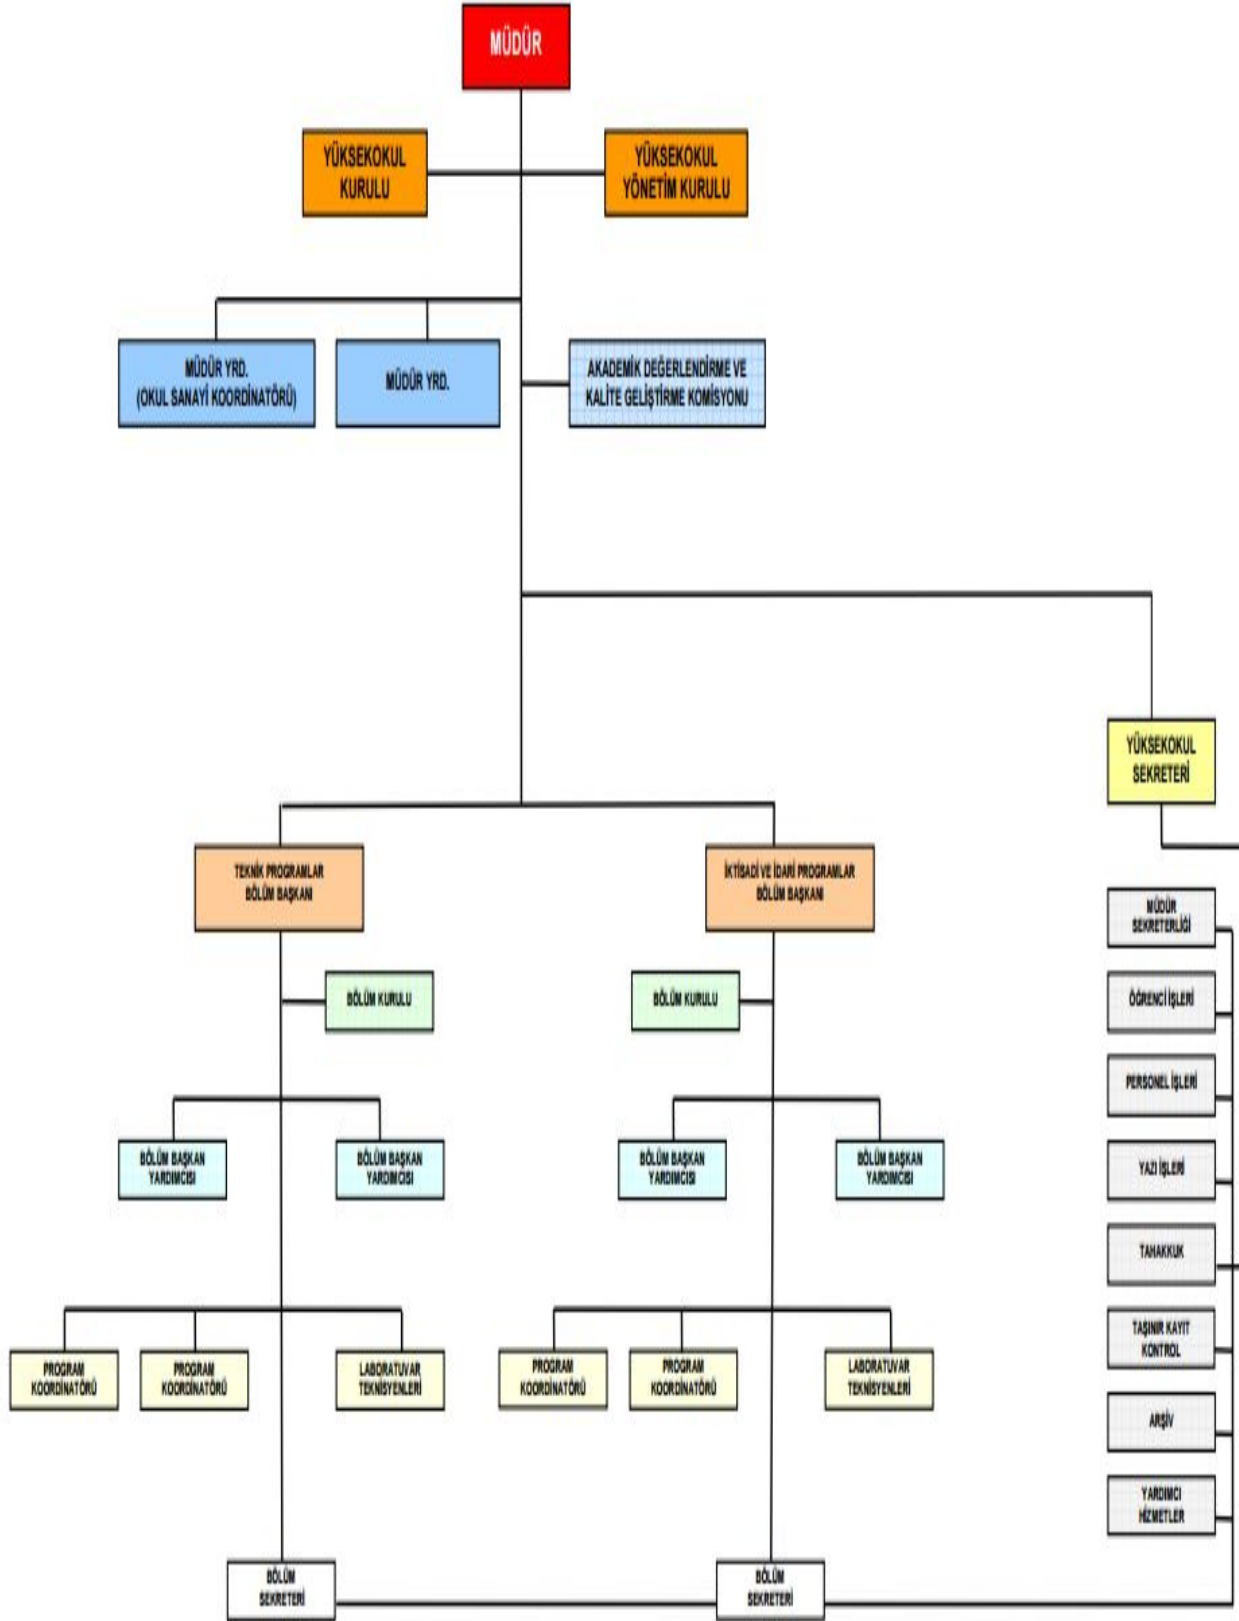 MÜDÜR
YÜKSEKOKUL
KURULU
YÜKSEKOKUL
YÖNETİM KURULU
MÜDÜR YRD.
(OKUL SANAYİ KOORDİNATÖRÜ)
MÜDÜR YRD.
AKADEMİK DEĞERLENDİRME VE
KALİTE GELİŞTİRME KOMİSYONU
YÜKSEKOKUL
SEKRETERİ
TEKNİK PROGRAMLAR
BÖLÜM BAŞKANI
İKTİSADİ VE İDARİ PROGRAMLAR
BÖLÜM BAŞKANI
MÜDÜR
SEKRETERLİĞİ
BÖLÜM KURULU
BÖLÜM KURULU
ÖĞRENCİ İŞLERİ
PERSONEL İŞLERİ
BÖLÜM BAŞKAN
YARDIMCISI
BÖLÜM BAŞKAN
YARDIMCISI
BÖLÜM BAŞKAN
YARDIMCISI
BÖLÜM BAŞKAN
YARDIMCISI
YAZI İŞLERİ
TAHAKKUK
TAŞINIR KAYIT
KONTROL
PROGRAM
KOORDİNATÖRÜ
PROGRAM
KOORDİNATÖRÜ
LABORATUVAR
TEKNİSYENLERİ
PROGRAM
KOORDİNATÖRÜ
PROGRAM
KOORDİNATÖRÜ
LABORATUVAR
TEKNİSYENLERİ
ARŞİV
YARDIMCI
HİZMETLER
BÖLÜM
SEKRETERİ
BÖLÜM
SEKRETERİ